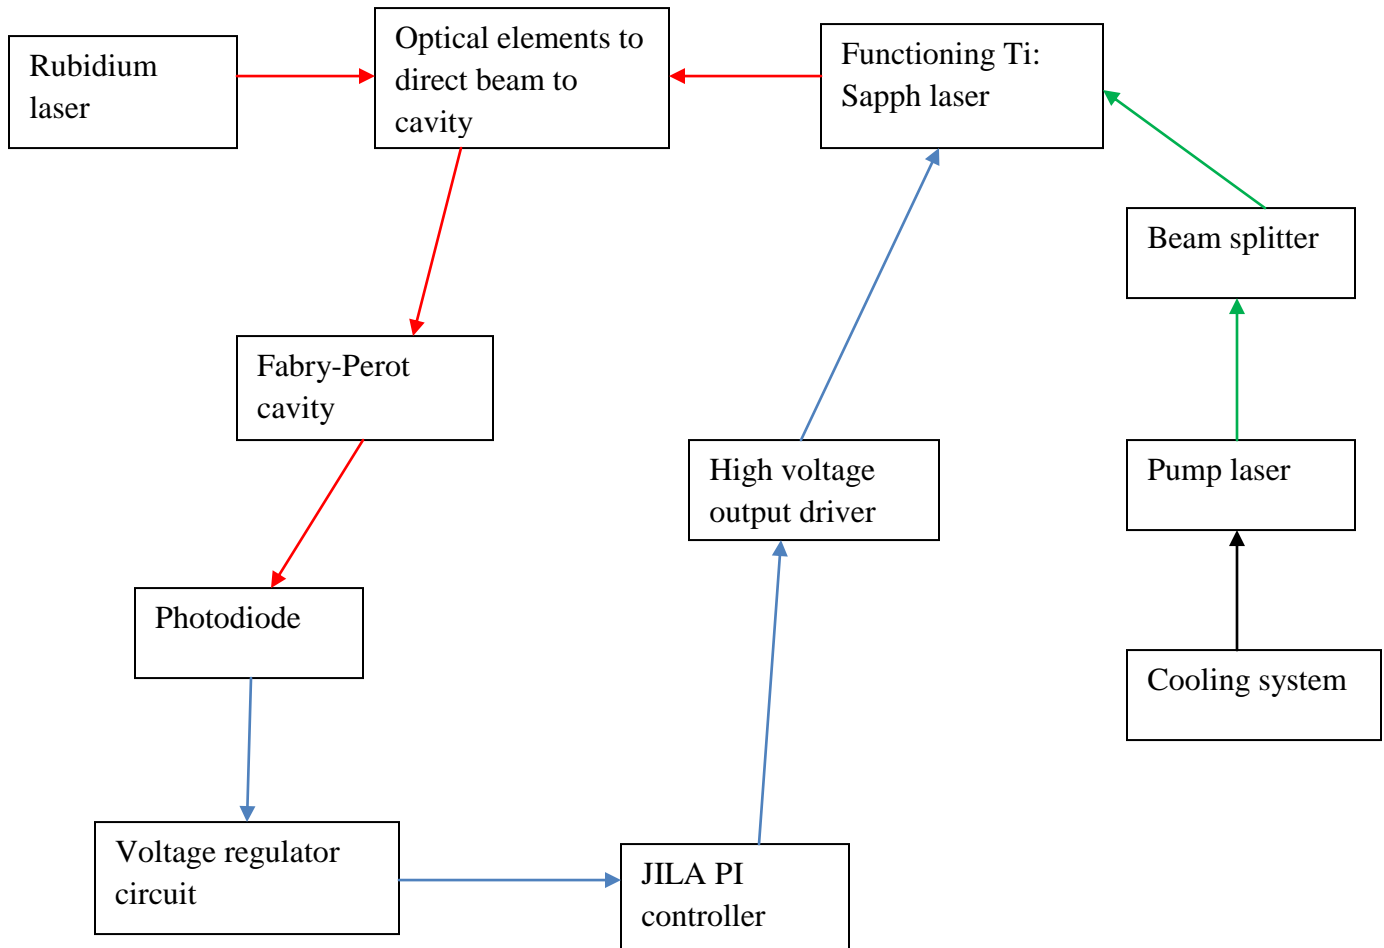 Rubidium
laser
Optical elements to
direct beam to
cavity
Functioning Ti:
Sapph laser
Beam splitter
Fabry-Perot
cavity
High voltage
output driver
Pump laser
Photodiode
Cooling system
Voltage regulator
circuit
JILA PI
controller